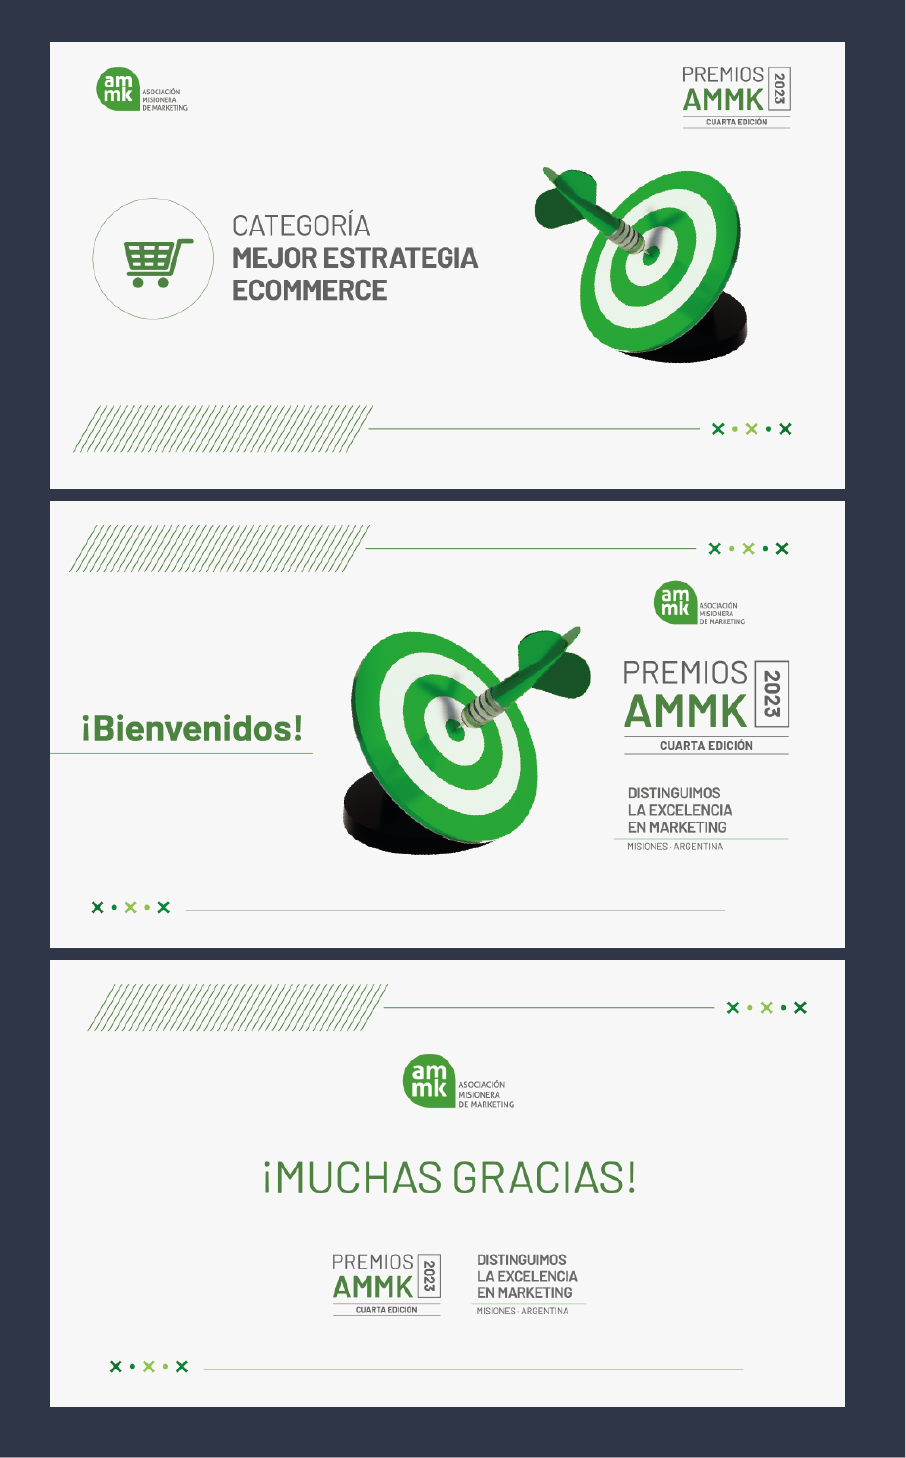 am
mk
ASOCIACIÓN
MISIONERA
DE MARKETING
PREMIOS
AMMK
2023
CUARTA EDICIÓN
CATEGORÍA
MEJOR ESTRATEGIA
ECOMMERCE
am
mk
ASOCIACIÓN
MISIONERA
DE MARKETING
¡Bienvenidos!
PREMIOS
AMMK
2023
CUARTA EDICIÓN
DISTINGUIMOS
LA EXCELENCIA
EN MARKETING
MISIONES · ARGENTINA
am
mk
ASOCIACIÓN
MISIONERA
DE MARKETING
¡MUCHAS GRACIAS!
PREMIOS
AMMK
2023
CUARTA EDICIÓN
DISTINGUIMOS
LA EXCELENCIA
EN MARKETING
MISIONES · ARGENTINA